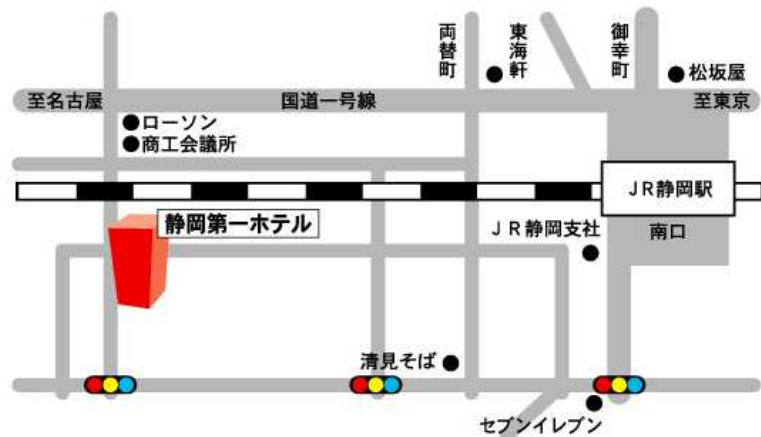 両替町
東海軒
御幸町
松坂屋
至名古屋
国道一号線
至東京
ローソン
商工会議所
JR静岡駅
静岡第一ホテル
JR静岡支社
南口
清見そば
セブンイレブン